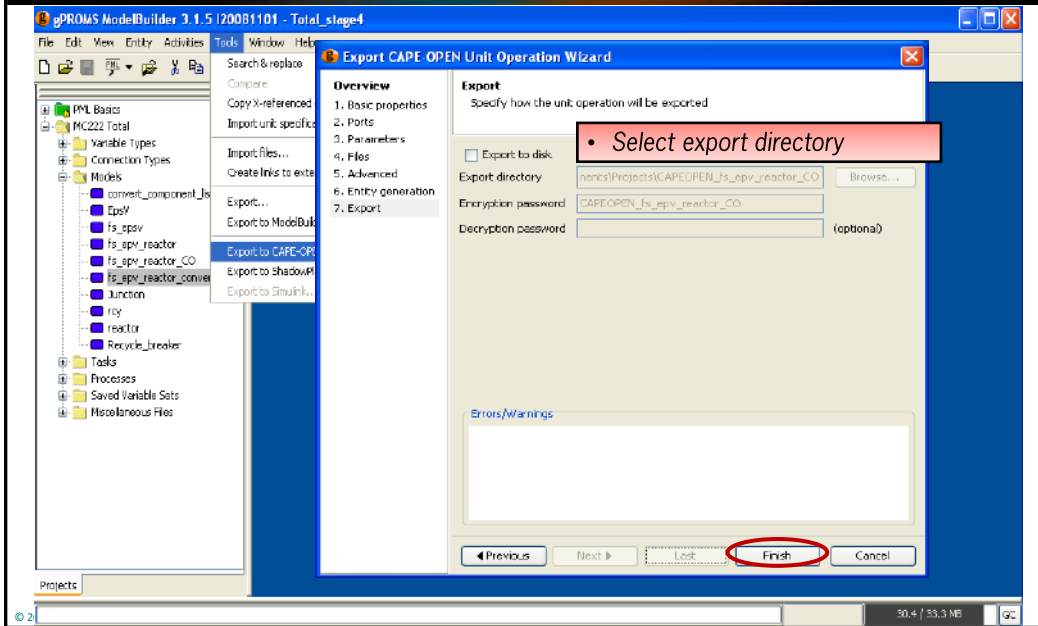 gPROMS ModelBuilder 3.1.5 I20081101 - Total_stage4
File Edit View Entity Activities Tools Window Help
Search & replace
Compare
Copy X-referenced
Import unit specifica
Import files...
Create links to exte
Export...
Export to ModelBuild
Export to CAPE-OPE
Export to ShadowPl
Export to Simulink...
PML Basics
MC222 Total
Variable Types
Connection Types
Models
convert_component_lis
EpsV
fs_epsv
fs_epv_reactor
fs_epv_reactor_CO
fs_epv_reactor_conver
Junction
rcy
reactor
Recycle_breaker
Tasks
Processes
Saved Variable Sets
Miscellaneous Files
Projects
Export CAPE-OPEN Unit Operation Wizard
Overview
1. Basic properties
2. Ports
3. Parameters
4. Files
5. Advanced
6. Entity generation
7. Export
Export
Specify how the unit operation will be exported
• Select export directory
Export to disk
Export directory nents\Projects\CAPEOPEN_fs_epv_reactor_CO Browse...
Encryption password CAPEOPEN_fs_epv_reactor_CO
Decryption password (optional)
Errors/Warnings
Previous Next Last Finish Cancel
30.4 / 33.3 MB GC
© 2